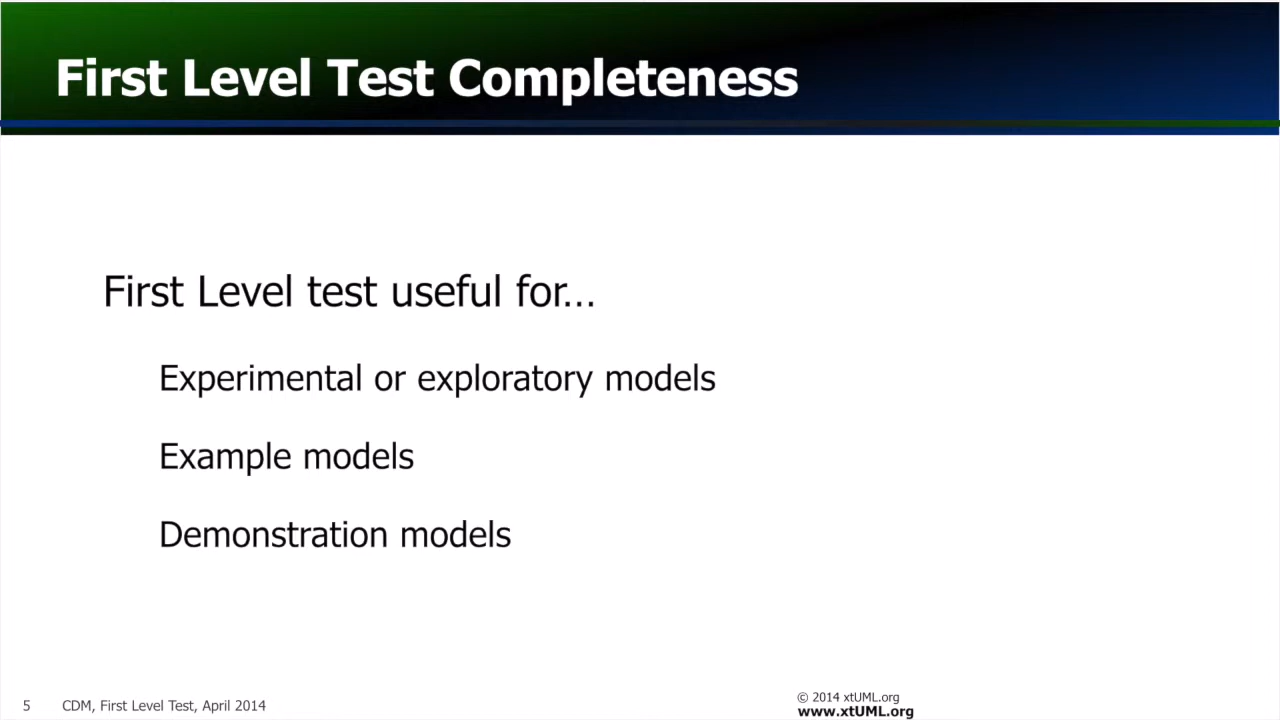 First Level Test Completeness
First Level test useful for...
Experimental or exploratory models
Example models
Demonstration models
5 CDM, First Level Test, April 2014
© 2014 xtUML.org
www.xtUML.org